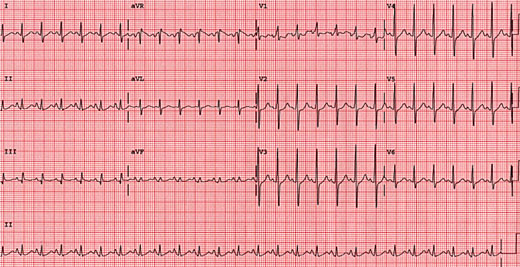 I aVR V1 V4
II aVL V2 V5
III aVF V3 V6
II